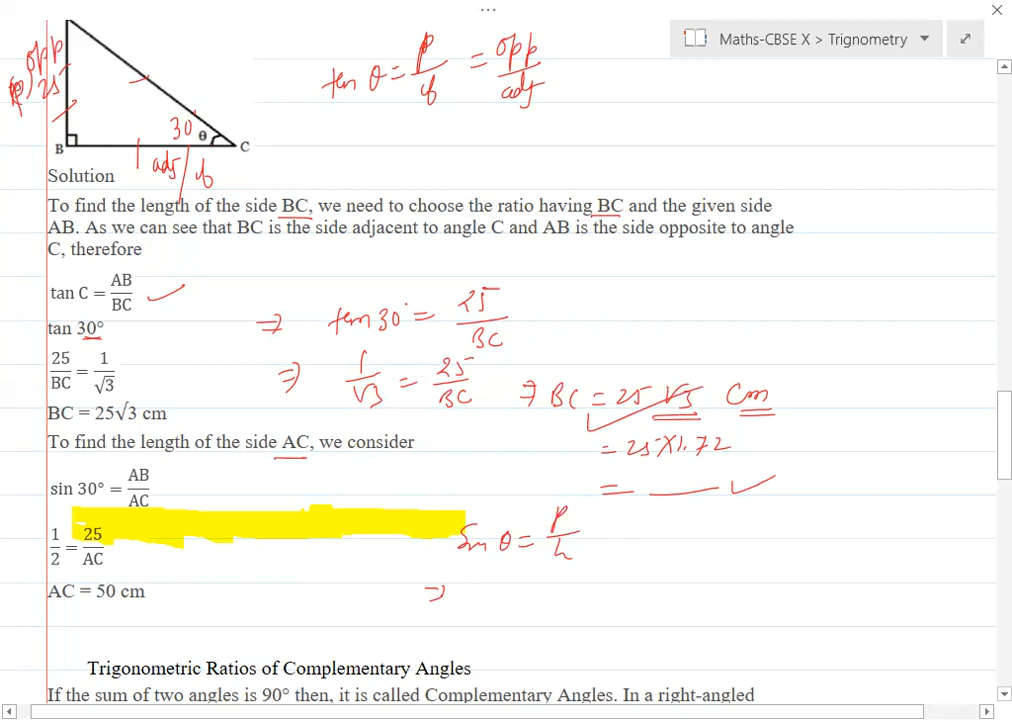 Maths-CBSE X > Trignometry
opp
25
tan θ = p/b = opp/adj
30 θ
B C
adj/b
Solution
To find the length of the side BC, we need to choose the ratio having BC and the given side
AB. As we can see that BC is the side adjacent to angle C and AB is the side opposite to angle
C, therefore
tan C = AB/BC
tan 30°
⇒ tan 30° = 25/BC
25/BC = 1/√3
⇒ 1/√3 = 25/BC ⇒ BC = 25√3 cm
BC = 25√3 cm
To find the length of the side AC, we consider
= 25×1.72
sin 30° = AB/AC
=
1/2 = 25/AC
Sin θ = p/h
AC = 50 cm
⇒
Trigonometric Ratios of Complementary Angles
If the sum of two angles is 90° then, it is called Complementary Angles. In a right-angled